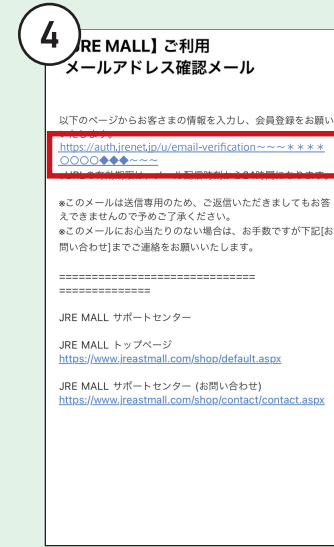 4
JRE MALL】ご利用
メールアドレス確認メール
以下のページからお客さまの情報を入力し、会員登録をお願い
いたします。
https://auth.jrenet.jp/u/email-verification~~~＊＊＊＊
○○○○◆◆◆~~~
※このメールは送信専用のため、ご返信いただきましてもお答
えできませんので予めご了承ください。
※このメールにお心当たりのない場合は、お手数ですが下記[お
問い合わせ]までご連絡をお願いいたします。
==============================
==============
JRE MALL サポートセンター
JRE MALL トップページ
https://www.jreastmall.com/shop/default.aspx
JRE MALL サポートセンター (お問い合わせ)
https://www.jreastmall.com/shop/contact/contact.aspx